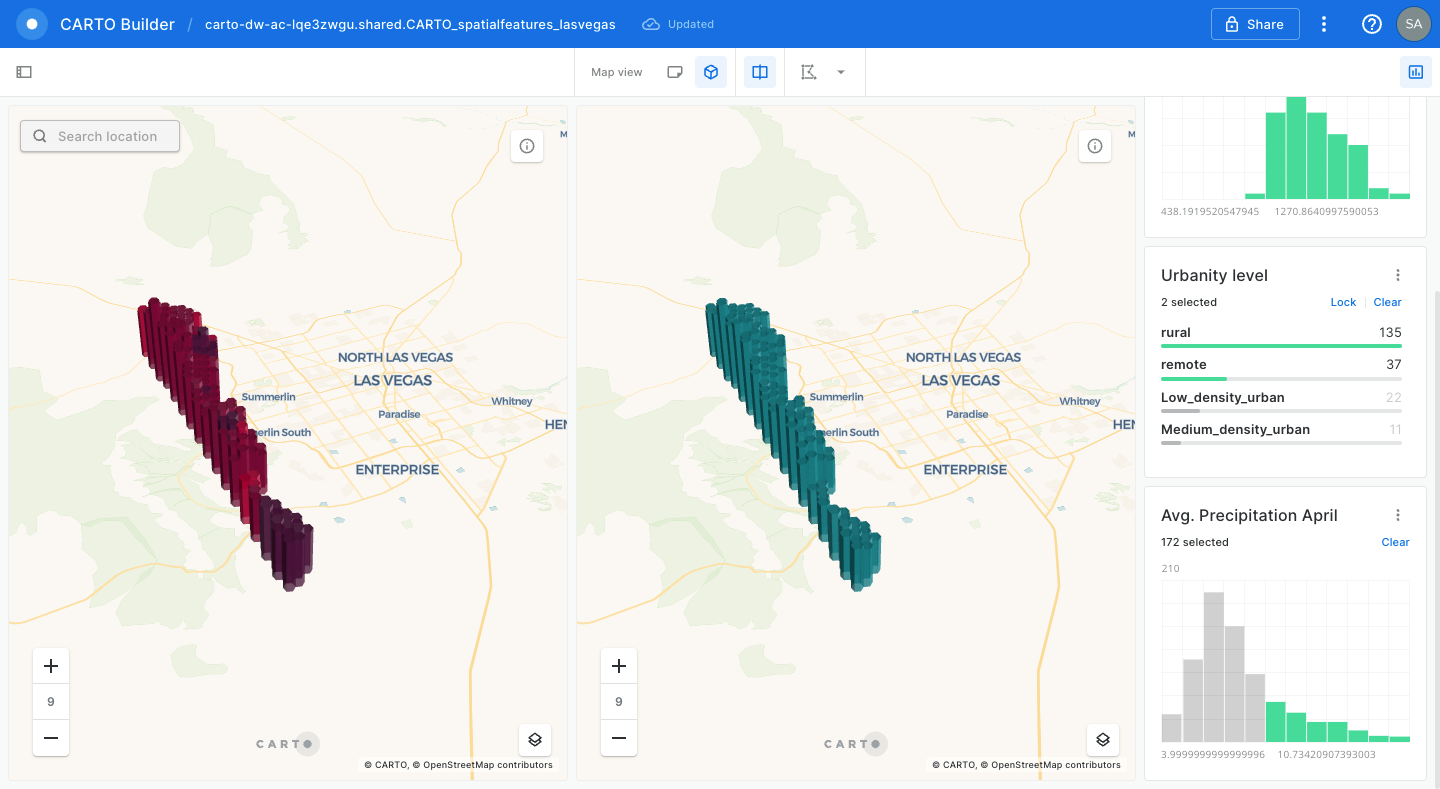 CARTO Builder / carto-dw-ac-lqe3zwgu.shared.CARTO_spatialfeatures_lasvegas Updated Share SA
Map view
Search location
M
NORTH LAS VEGAS
LAS VEGAS
Summerlin
Whitney
Paradise
HEN
erlin South
ENTERPRISE
9
CARTO
© CARTO, © OpenStreetMap contributors
M
NORTH LAS VEGAS
LAS VEGAS
Summerlin
Whitney
Paradise
HEN
erlin South
ENTERPRISE
9
CARTO
© CARTO, © OpenStreetMap contributors
438.1919520547945 1270.8640997590053
Urbanity level
2 selected Lock Clear
rural 135
remote 37
Low_density_urban 22
Medium_density_urban 11
Avg. Precipitation April
172 selected Clear
210
3.9999999999999996 10.73420907393003